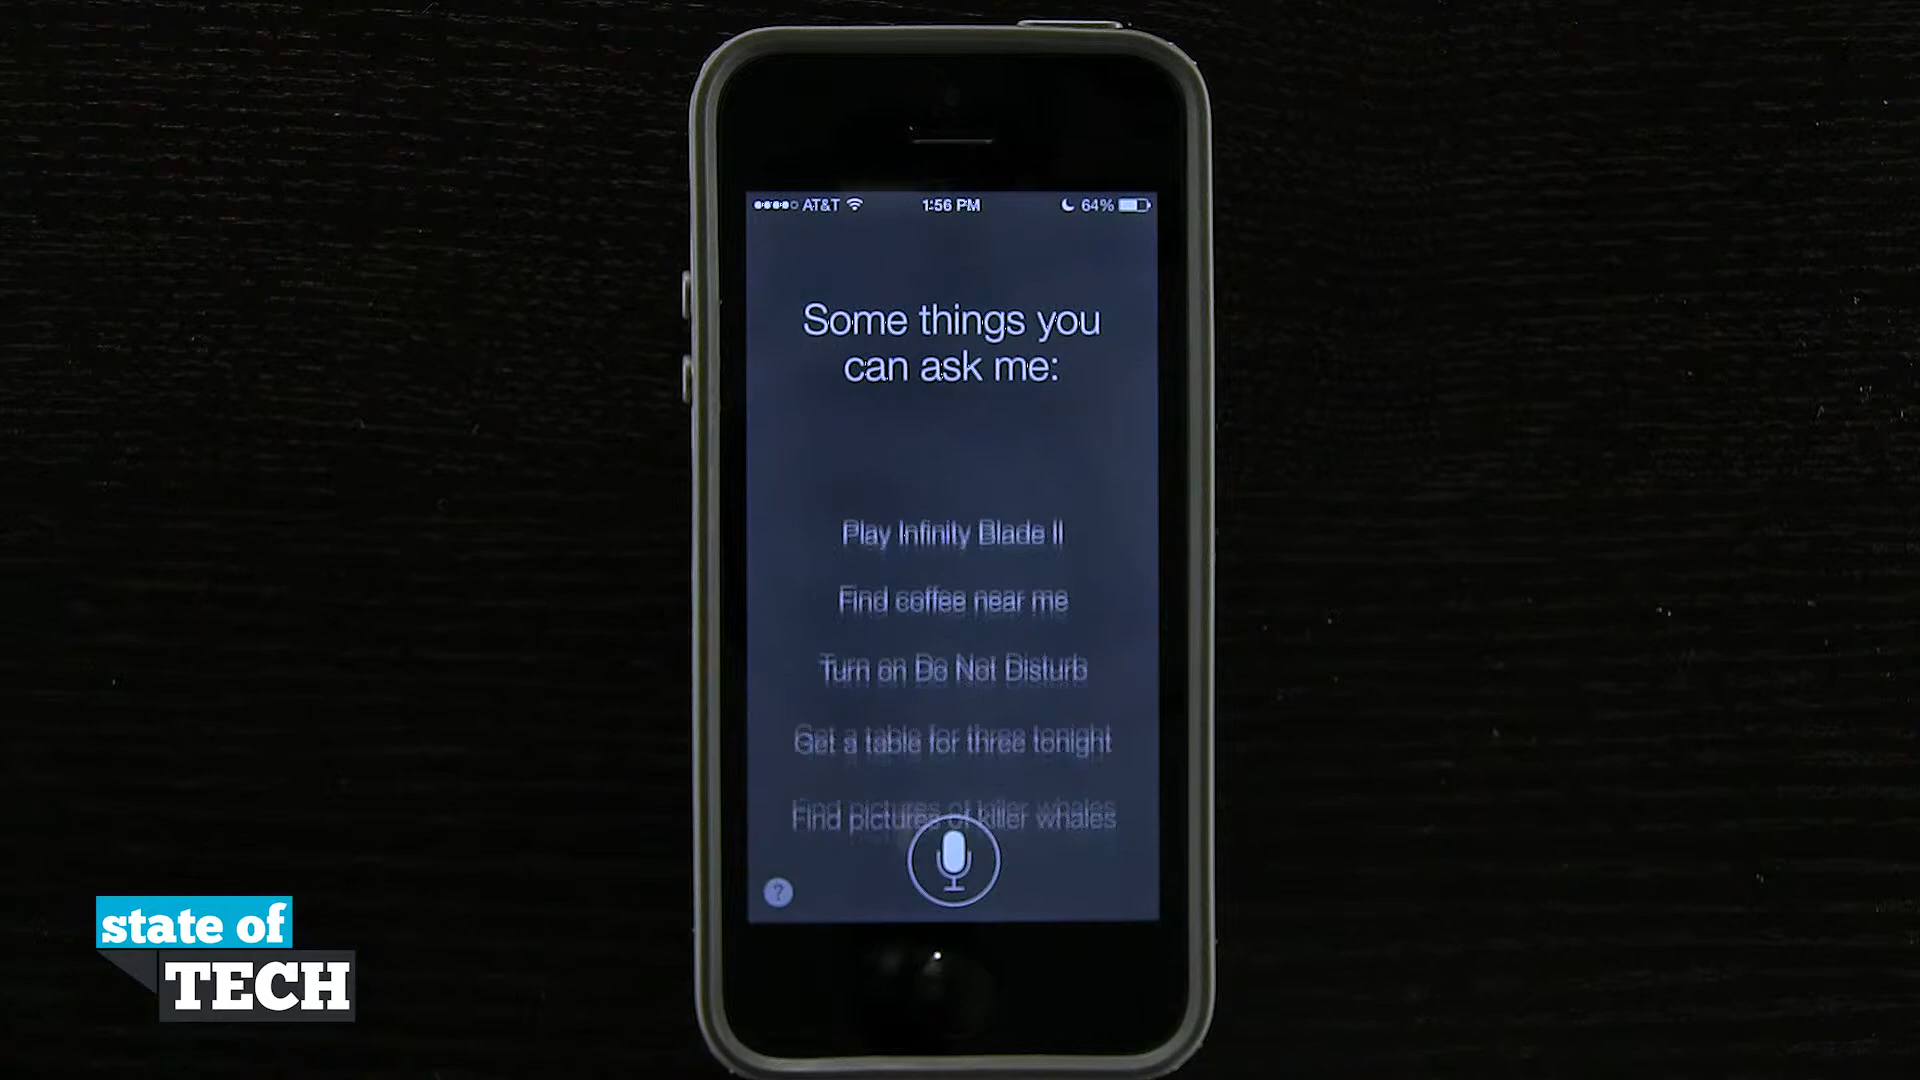 AT&T 1:56 PM 64%
Some things you
can ask me:
Play Infinity Blade II
Find coffee near me
Turn on Do Not Disturb
Get a table for three tonight
Find pictures of killer whales
?
state of
TECH